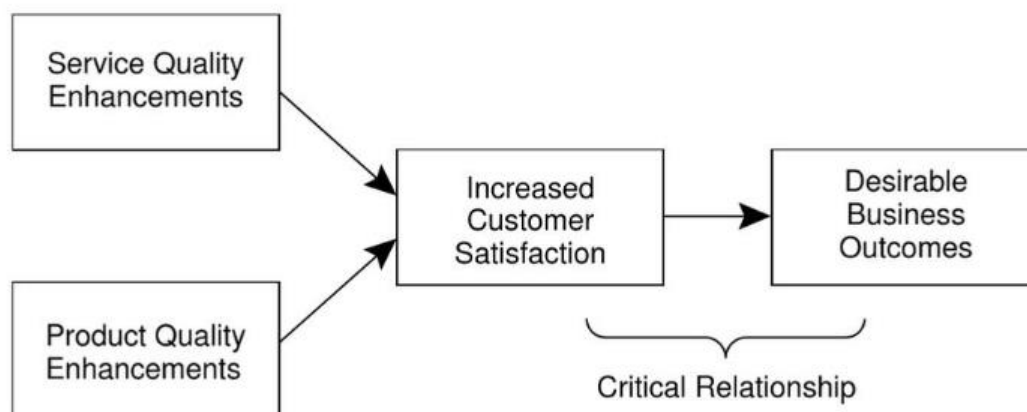 Service Quality
Enhancements
Increased
Customer
Satisfaction
Desirable
Business
Outcomes
Product Quality
Enhancements
Critical Relationship